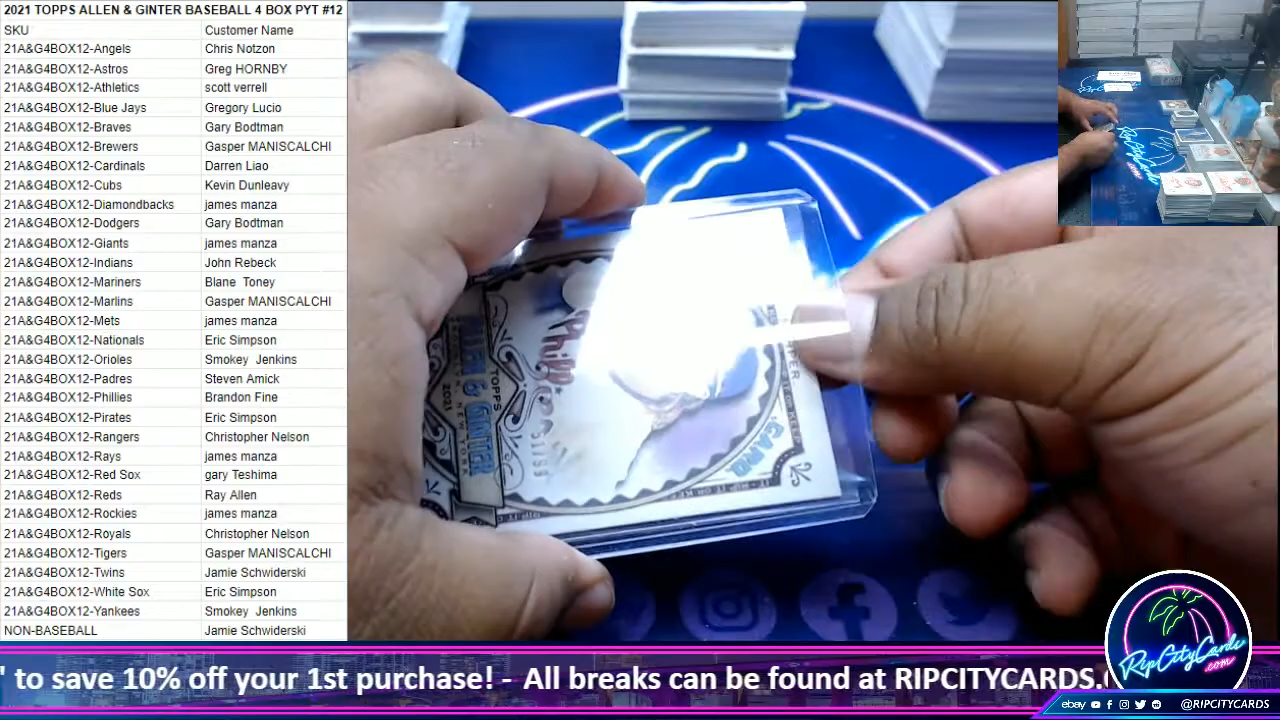 2021 TOPPS ALLEN & GINTER BASEBALL 4 BOX PYT #12
SKU Customer Name
21A&G4BOX12-Angels Chris Notzon
21A&G4BOX12-Astros Greg HORNBY
21A&G4BOX12-Athletics scott verrell
21A&G4BOX12-Blue Jays Gregory Lucio
21A&G4BOX12-Braves Gary Bodtman
21A&G4BOX12-Brewers Gasper MANISCALCHI
21A&G4BOX12-Cardinals Darren Liao
21A&G4BOX12-Cubs Kevin Dunleavy
21A&G4BOX12-Diamondbacks james manza
21A&G4BOX12-Dodgers Gary Bodtman
21A&G4BOX12-Giants james manza
21A&G4BOX12-Indians John Rebeck
21A&G4BOX12-Mariners Blane Toney
21A&G4BOX12-Marlins Gasper MANISCALCHI
21A&G4BOX12-Mets james manza
21A&G4BOX12-Nationals Eric Simpson
21A&G4BOX12-Orioles Smokey Jenkins
21A&G4BOX12-Padres Steven Amick
21A&G4BOX12-Phillies Brandon Fine
21A&G4BOX12-Pirates Eric Simpson
21A&G4BOX12-Rangers Christopher Nelson
21A&G4BOX12-Rays james manza
21A&G4BOX12-Red Sox gary Teshima
21A&G4BOX12-Reds Ray Allen
21A&G4BOX12-Rockies james manza
21A&G4BOX12-Royals Christopher Nelson
21A&G4BOX12-Tigers Gasper MANISCALCHI
21A&G4BOX12-Twins Jamie Schwiderski
21A&G4BOX12-White Sox Eric Simpson
21A&G4BOX12-Yankees Smokey Jenkins
NON-BASEBALL Jamie Schwiderski
TOPPS
ALLEN & GINTER
2021
CARD
' to save 10% off your 1st purchase! - All breaks can be found at RIPCITYCARDS.
RipCityCards
.com
ebay @RIPCITYCARDS